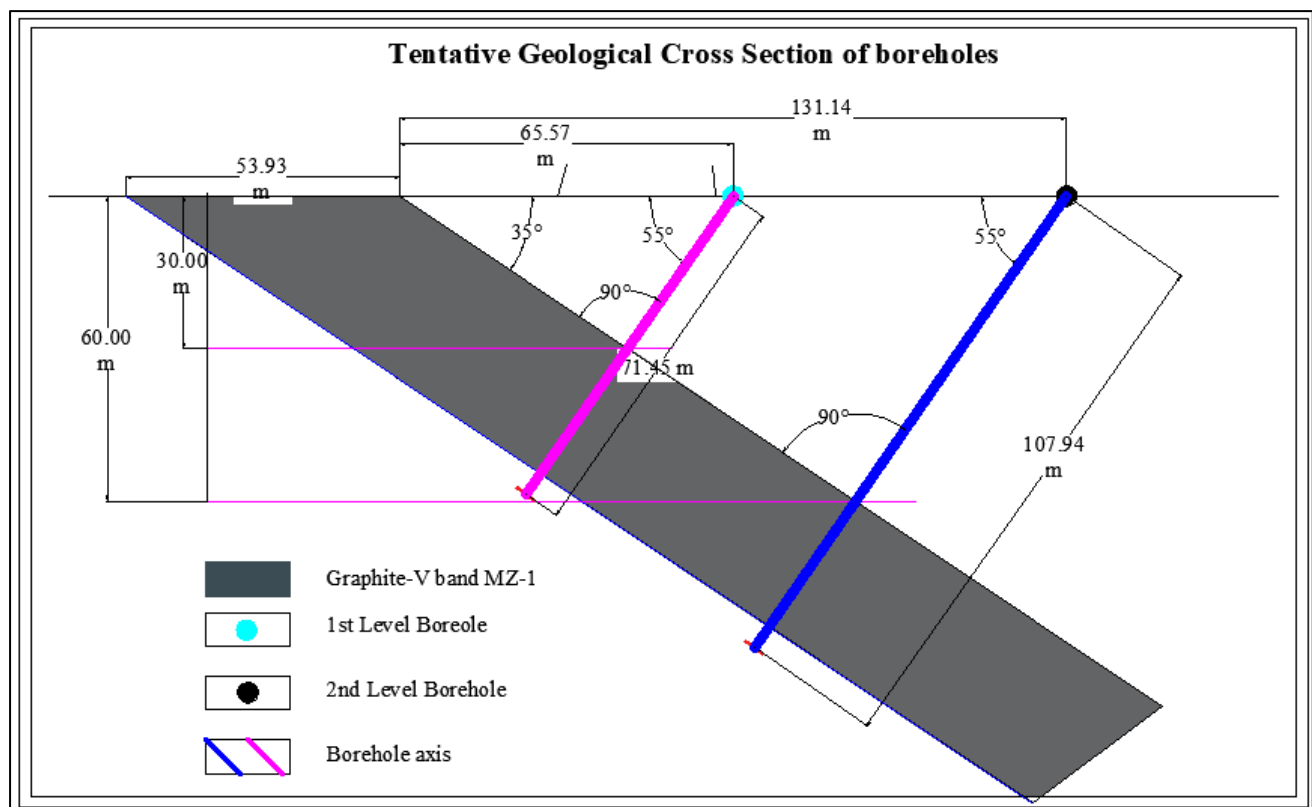 Tentative Geological Cross Section of boreholes
131.14
m
65.57
m
53.93
m
35°
55°
55°
30.00
m
90°
60.00
m
71.45 m
90°
107.94
m
Graphite-V band MZ-1
1st Level Boreole
2nd Level Borehole
Borehole axis